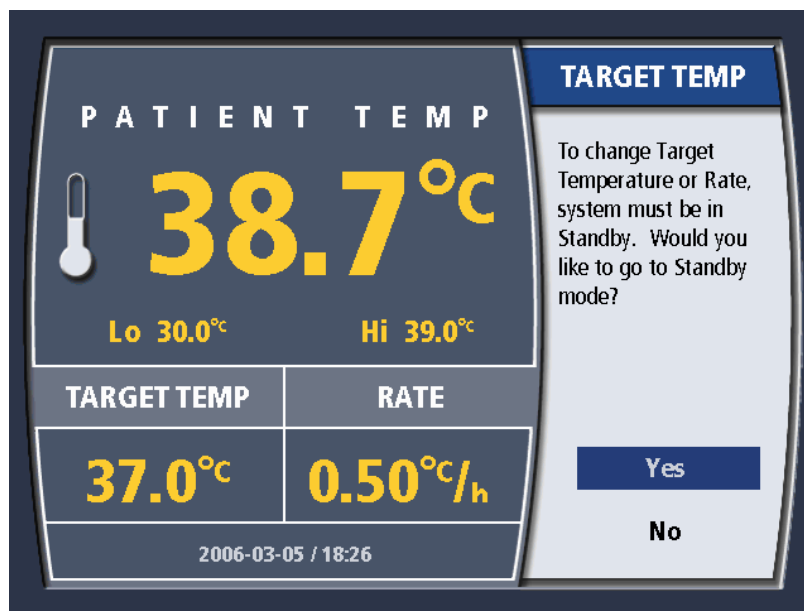 PATIENT TEMP
38.7°C
Lo 30.0°C
Hi 39.0°C
TARGET TEMP
RATE
37.0°C
0.50°C/h
2006-03-05 / 18:26
TARGET TEMP
To change Target
Temperature or Rate,
system must be in
Standby. Would you
like to go to Standby
mode?
Yes
No